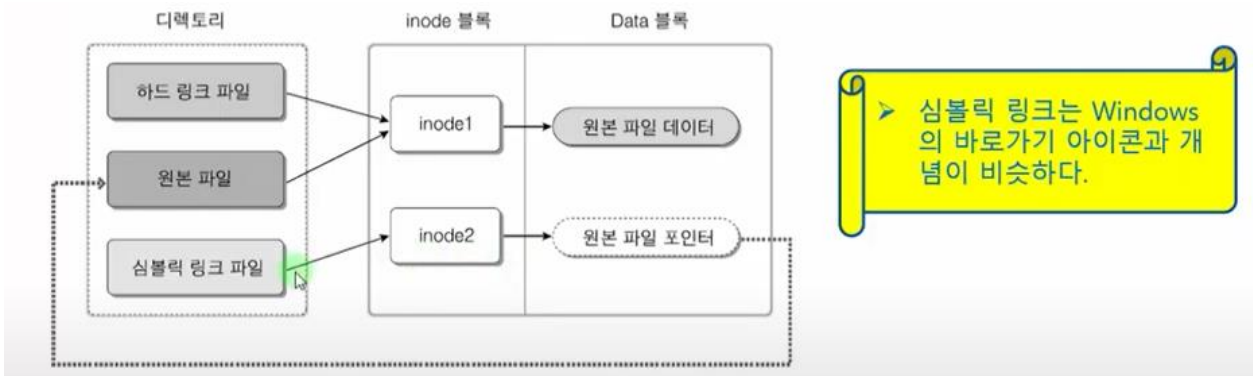 디렉토리
inode 블록
Data 블록
하드 링크 파일
원본 파일
심볼릭 링크 파일
inode1
inode2
원본 파일 데이터
원본 파일 포인터
➢ 심볼릭 링크는 Windows
의 바로가기 아이콘과 개
념이 비슷하다.